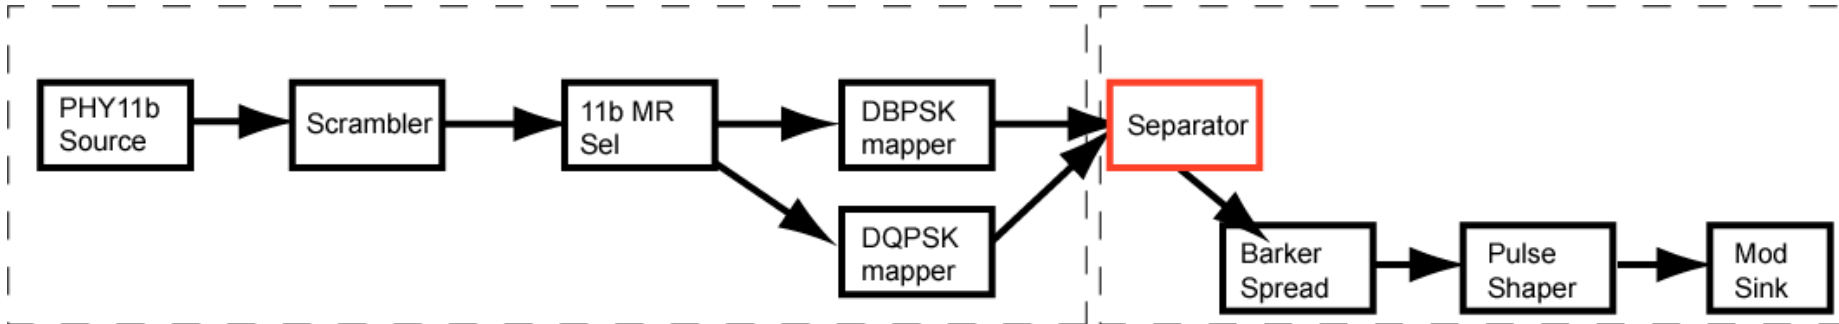 PHY11b
Source
Scrambler
11b MR
Sel
DBPSK
mapper
DQPSK
mapper
Separator
Barker
Spread
Pulse
Shaper
Mod
Sink